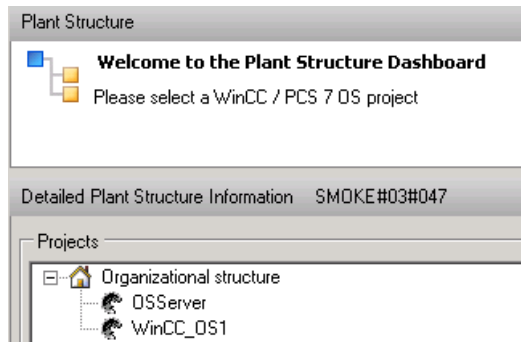 Plant Structure
Welcome to the Plant Structure Dashboard
Please select a WinCC / PCS 7 OS project
Detailed Plant Structure Information SMOKE#03#047
Projects
Organizational structure
OSServer
WinCC_OS1